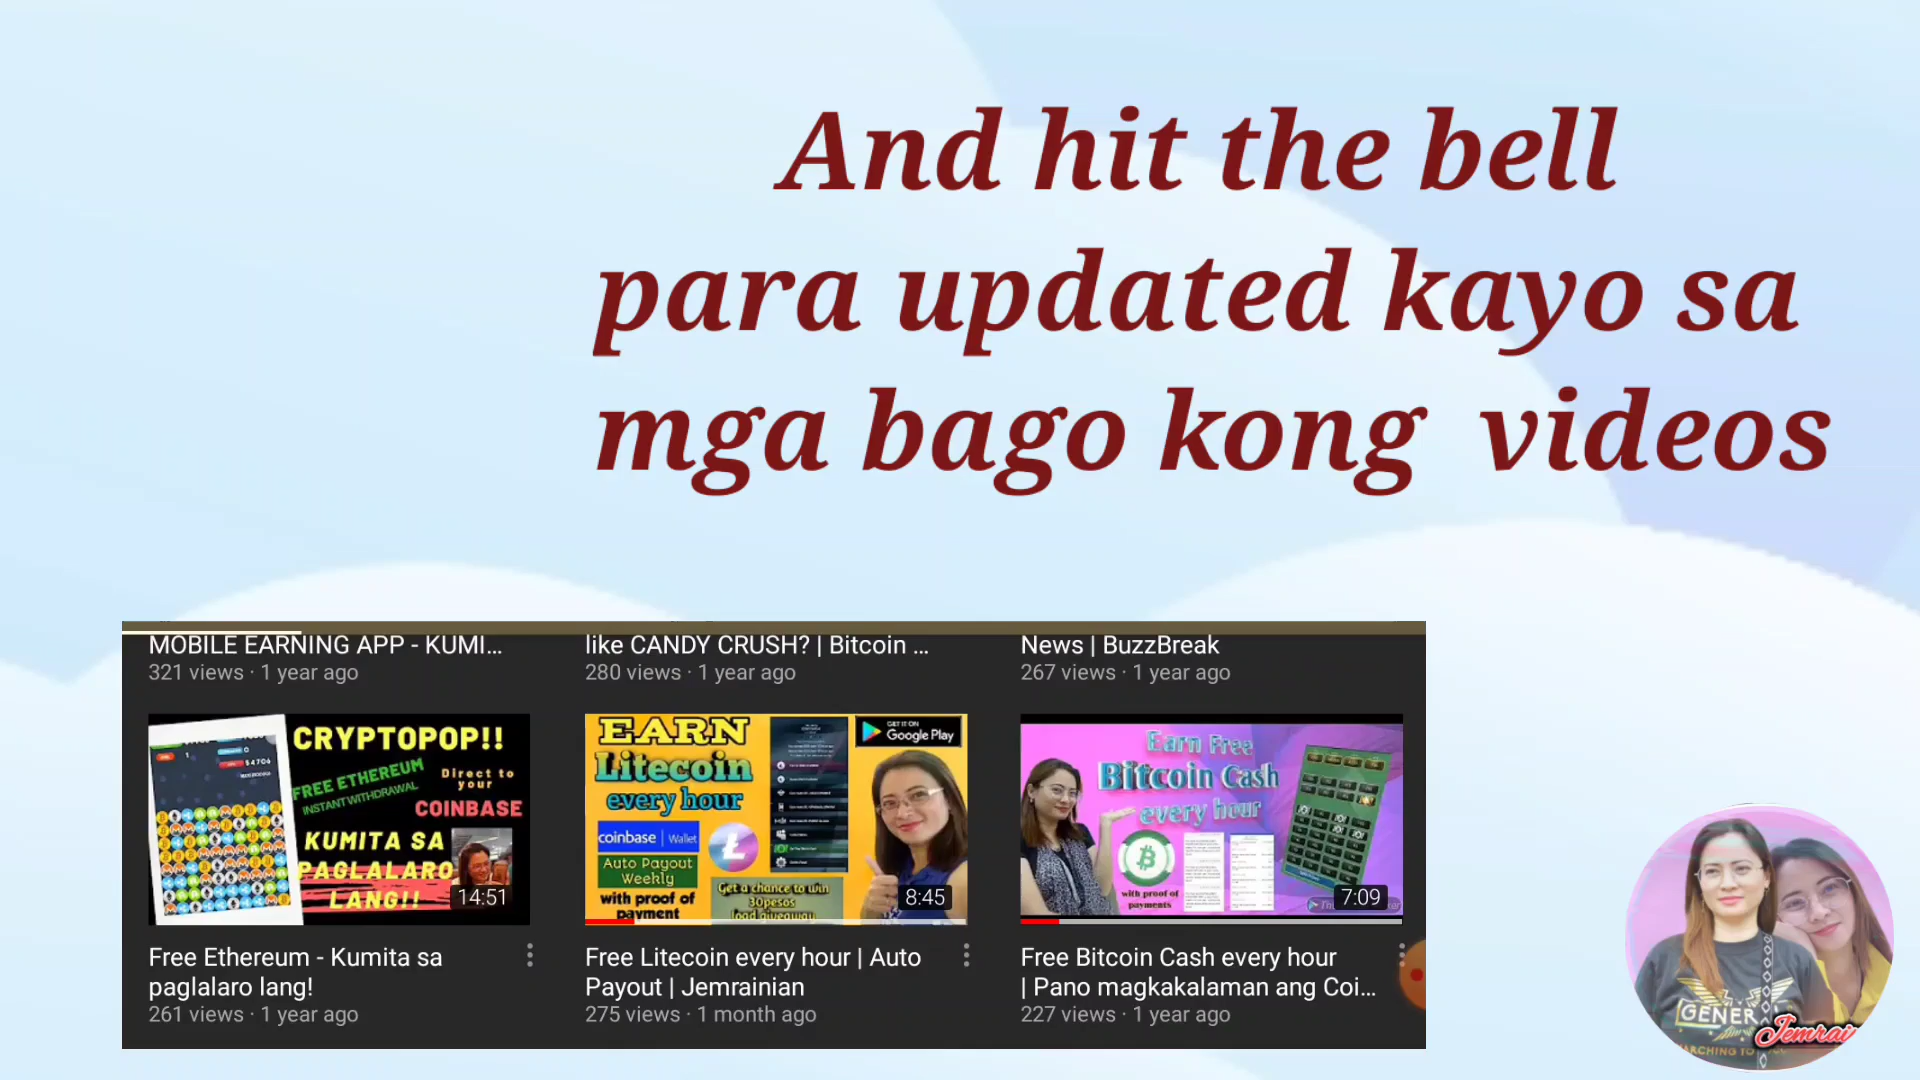 And hit the bell
para updated kayo sa
mga bago kong videos
MOBILE EARNING APP - KUMI...
321 views · 1 year ago
like CANDY CRUSH? | Bitcoin ...
280 views · 1 year ago
News | BuzzBreak
267 views · 1 year ago
CRYPTOPOP!!
FREE ETHEREUM
INSTANT WITHDRAWAL
Direct to
your
COINBASE
KUMITA SA
PAGLALARO
LANG!!
14:51
Free Ethereum - Kumita sa
paglalaro lang!
261 views · 1 year ago
EARN
Litecoin
every hour
coinbase | Wallet
Auto Payout
Weekly
with proof of
payment
GET IT ON
Google Play
Get a chance to win
30pesos
load giveaway
8:45
Free Litecoin every hour | Auto
Payout | Jemrainian
275 views · 1 month ago
Earn Free
Bitcoin Cash
every hour
with proof of
payments
7:09
Free Bitcoin Cash every hour
| Pano magkakalaman ang Coi...
227 views · 1 year ago
GENER
Jemrai